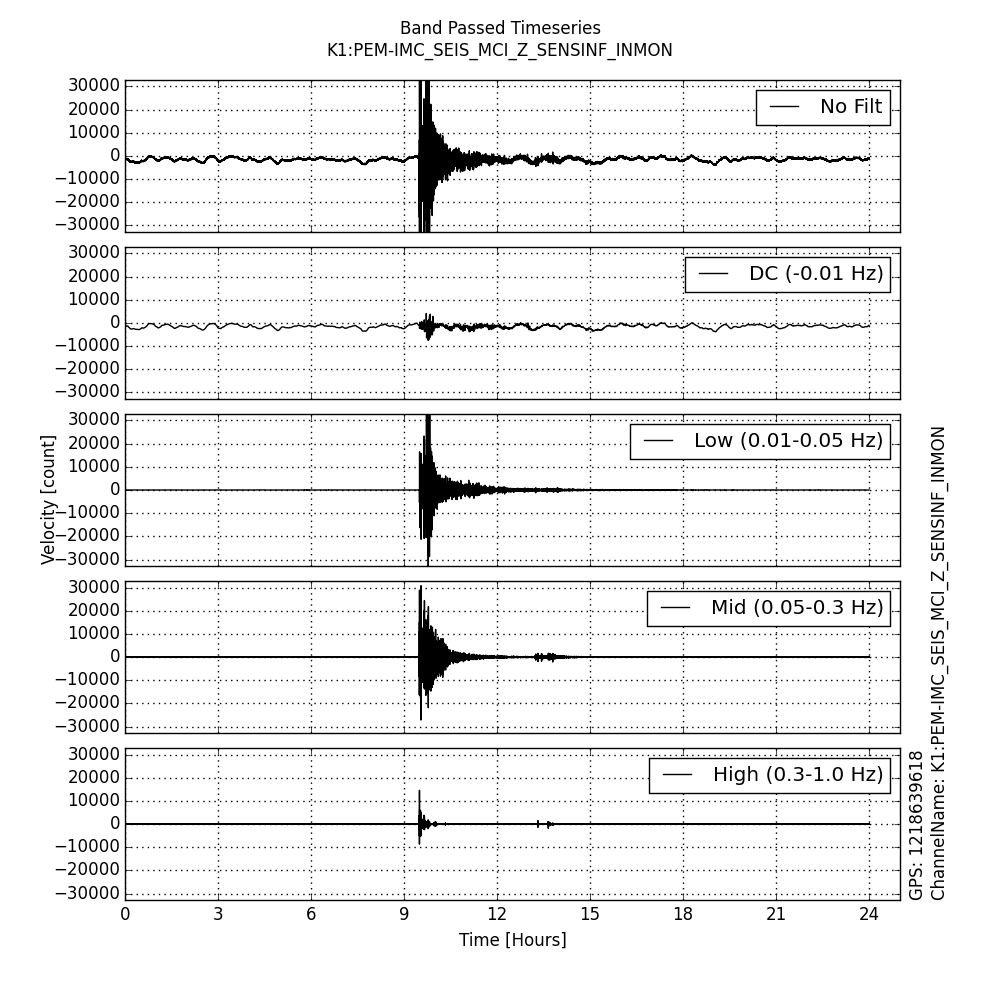 Band Passed Timeseries
K1:PEM-IMC_SEIS_MCI_Z_SENSINF_INMON
30000
20000
10000
0
−10000
−20000
−30000
No Filt
30000
20000
10000
0
−10000
−20000
−30000
DC (-0.01 Hz)
30000
20000
10000
0
−10000
−20000
−30000
Low (0.01-0.05 Hz)
Velocity [count]
30000
20000
10000
0
−10000
−20000
−30000
Mid (0.05-0.3 Hz)
30000
20000
10000
0
−10000
−20000
−30000
High (0.3-1.0 Hz)
0 3 6 9 12 15 18 21 24
Time [Hours]
GPS: 1218639618
ChannelName: K1:PEM-IMC_SEIS_MCI_Z_SENSINF_INMON